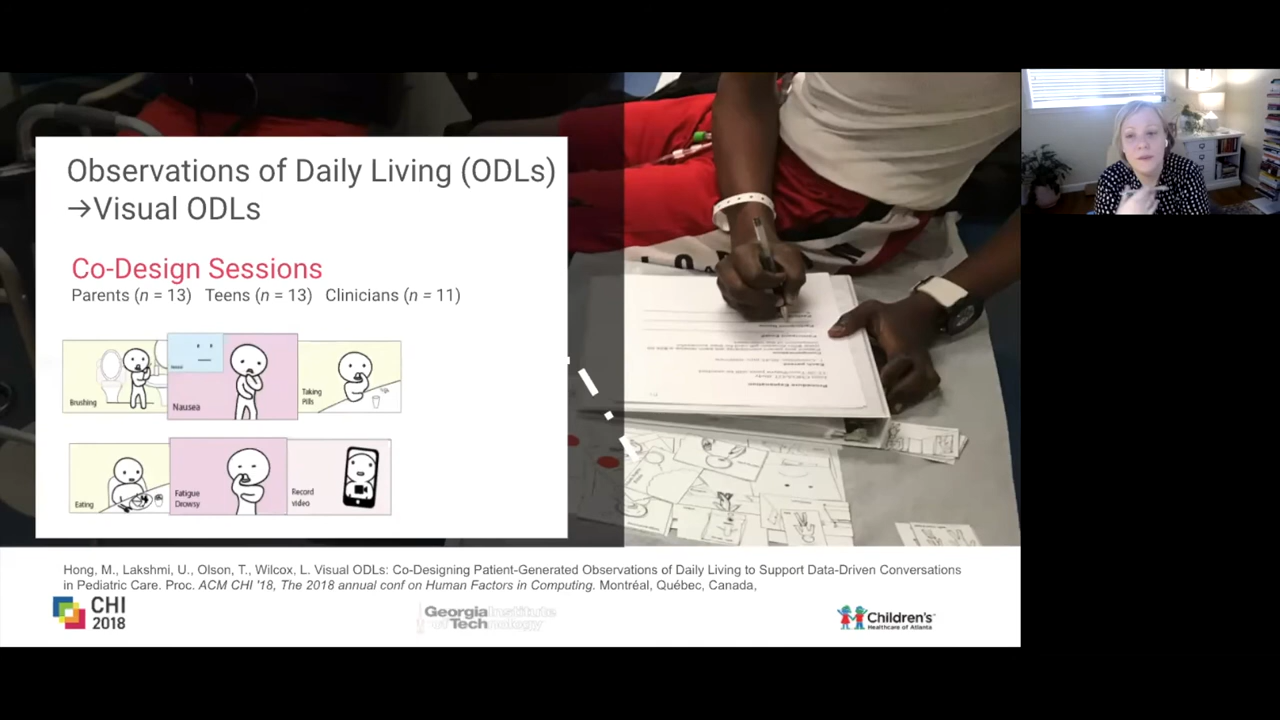 Observations of Daily Living (ODLs)
→Visual ODLs
Co-Design Sessions
Parents (n = 13) Teens (n = 13) Clinicians (n = 11)
Brushing
Nausea
Taking
Pills
Eating
Fatigue
Drowsy
Record
video
Hong, M., Lakshmi, U., Olson, T., Wilcox, L. Visual ODLs: Co-Designing Patient-Generated Observations of Daily Living to Support Data-Driven Conversations
in Pediatric Care. Proc. ACM CHI '18, The 2018 annual conf on Human Factors in Computing. Montréal, Québec, Canada,
CHI
2018
Georgia Institute
of Technology
Children's
Healthcare of Atlanta